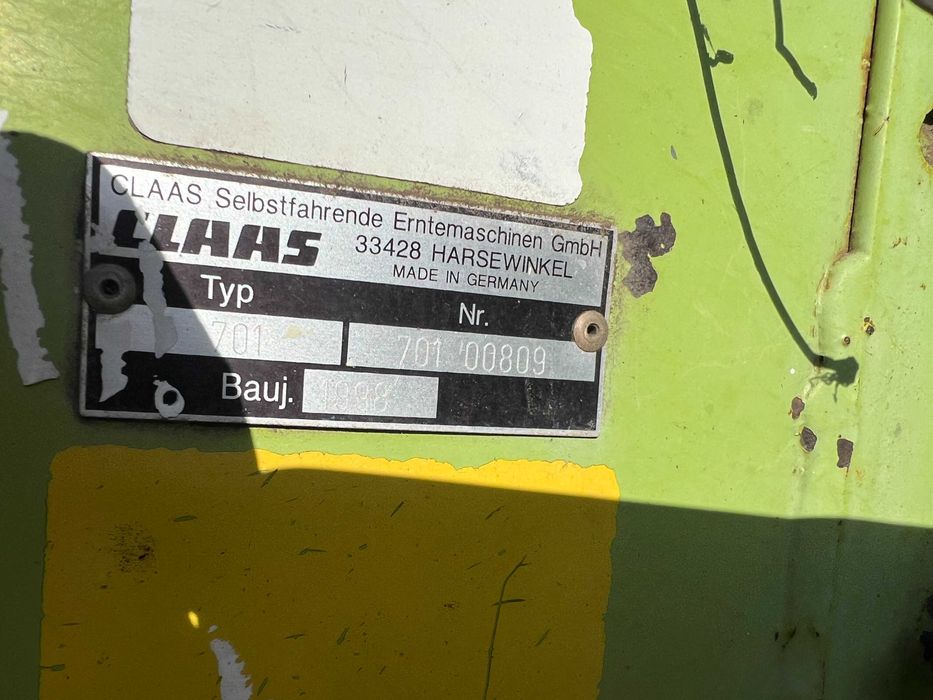 CLAAS Selbstfahrende Erntemaschinen GmbH
CLAAS 33428 HARSEWINKEL
MADE IN GERMANY
Typ Nr.
701 701 00809
Bauj. 1998